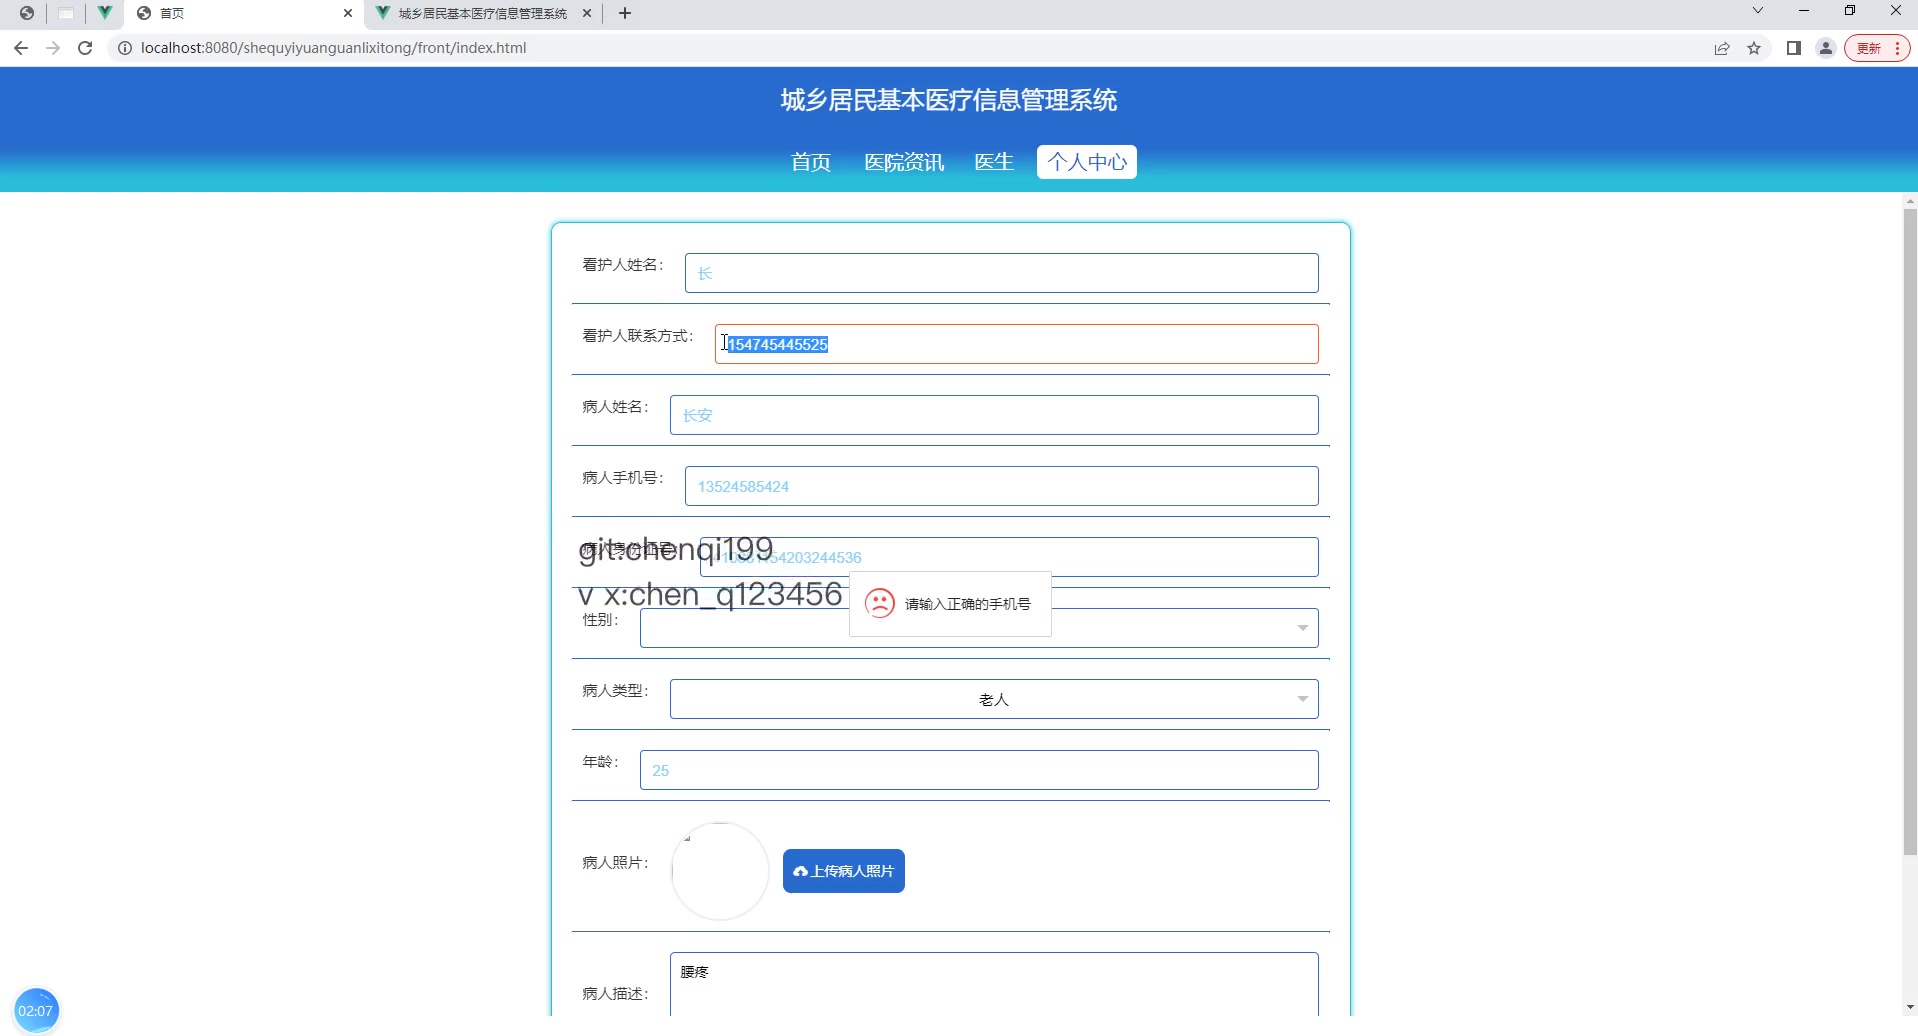 首页
城乡居民基本医疗信息管理系统
localhost:8080/shequyiyuanguanlixitong/front/index.html
更新
城乡居民基本医疗信息管理系统
首页 医院资讯 医生 个人中心
看护人姓名： 长
看护人联系方式： 154745445525
病人姓名： 长安
病人手机号： 13524585424
病人身份证号：
git:chenqi199
v x:chen_q123456
请输入正确的手机号
性别：
病人类型： 老人
年龄： 25
病人照片： 上传病人照片
病人描述： 腰疼
02:07